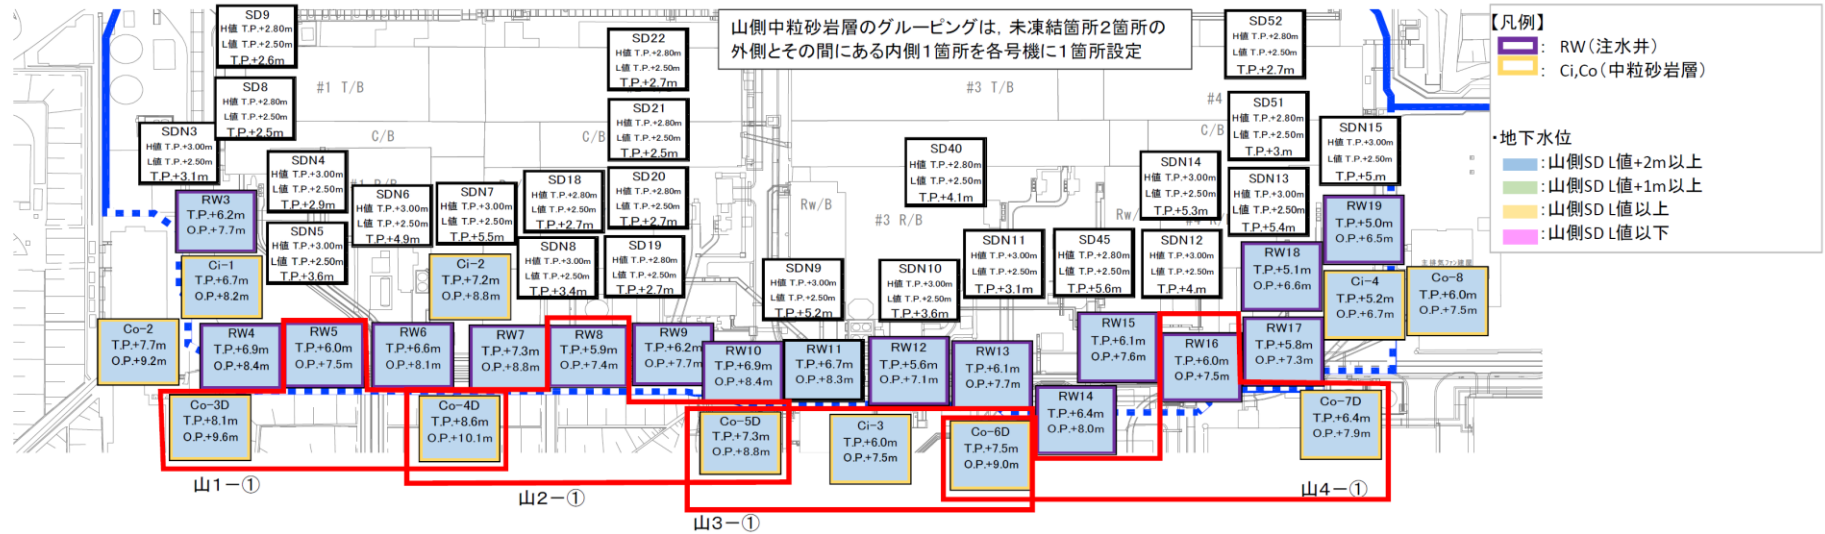 山側中粒砂岩層のグルーピングは，未凍結箇所2箇所の
外側とその間にある内側1箇所を各号機に1箇所設定
【凡例】
： RW（注水井）
： Ci,Co（中粒砂岩層）
・地下水位
：山側SD L値+2m以上
：山側SD L値+1m以上
：山側SD L値以上
：山側SD L値以下
SD9
H値 T.P.+2.80m
L値 T.P.+2.50m
T.P.+2.6m
SD8
H値 T.P.+2.80m
L値 T.P.+2.50m
T.P.+2.5m
SDN3
H値 T.P.+3.00m
L値 T.P.+2.50m
T.P.+3.1m
SDN4
H値 T.P.+3.00m
L値 T.P.+2.50m
T.P.+2.9m
SDN5
H値 T.P.+3.00m
L値 T.P.+2.50m
T.P.+3.6m
SDN6
H値 T.P.+3.00m
L値 T.P.+2.50m
T.P.+4.9m
SDN7
H値 T.P.+3.00m
L値 T.P.+2.50m
T.P.+5.5m
SD18
H値 T.P.+2.80m
L値 T.P.+2.50m
T.P.+2.7m
SDN8
H値 T.P.+3.00m
L値 T.P.+2.50m
T.P.+3.4m
SD22
H値 T.P.+2.80m
L値 T.P.+2.50m
T.P.+2.7m
SD21
H値 T.P.+2.80m
L値 T.P.+2.50m
T.P.+2.5m
SD20
H値 T.P.+2.80m
L値 T.P.+2.50m
T.P.+2.7m
SD19
H値 T.P.+2.80m
L値 T.P.+2.50m
T.P.+2.7m
SDN9
H値 T.P.+3.00m
L値 T.P.+2.50m
T.P.+5.2m
SD40
H値 T.P.+2.80m
L値 T.P.+2.50m
T.P.+4.1m
SDN10
H値 T.P.+3.00m
L値 T.P.+2.50m
T.P.+3.6m
SDN11
H値 T.P.+3.00m
L値 T.P.+2.50m
T.P.+3.1m
SD45
H値 T.P.+2.80m
L値 T.P.+2.50m
T.P.+5.6m
SDN14
H値 T.P.+3.00m
L値 T.P.+2.50m
T.P.+5.3m
SDN12
H値 T.P.+3.00m
L値 T.P.+2.50m
T.P.+4.m
SD52
H値 T.P.+2.80m
L値 T.P.+2.50m
T.P.+2.7m
SD51
H値 T.P.+2.80m
L値 T.P.+2.50m
T.P.+3.m
SDN13
H値 T.P.+3.00m
L値 T.P.+2.50m
T.P.+5.4m
SDN15
H値 T.P.+3.00m
L値 T.P.+2.50m
T.P.+5.m
#1 T/B
C/B
C/B
#3 T/B
#4
C/B
Rw/B
#3 R/B
Rw/
主排気ファン建屋
RW3
T.P.+6.2m
O.P.+7.7m
Ci-1
T.P.+6.7m
O.P.+8.2m
Ci-2
T.P.+7.2m
O.P.+8.8m
Co-2
T.P.+7.7m
O.P.+9.2m
RW4
T.P.+6.9m
O.P.+8.4m
RW5
T.P.+6.0m
O.P.+7.5m
RW6
T.P.+6.6m
O.P.+8.1m
RW7
T.P.+7.3m
O.P.+8.8m
RW8
T.P.+5.9m
O.P.+7.4m
RW9
T.P.+6.2m
O.P.+7.7m
RW10
T.P.+6.9m
O.P.+8.4m
RW11
T.P.+6.7m
O.P.+8.3m
RW12
T.P.+5.6m
O.P.+7.1m
RW13
T.P.+6.1m
O.P.+7.7m
RW14
T.P.+6.4m
O.P.+8.0m
RW15
T.P.+6.1m
O.P.+7.6m
RW16
T.P.+6.0m
O.P.+7.5m
RW17
T.P.+5.8m
O.P.+7.3m
RW18
T.P.+5.1m
O.P.+6.6m
RW19
T.P.+5.0m
O.P.+6.5m
Ci-4
T.P.+5.2m
O.P.+6.7m
Co-8
T.P.+6.0m
O.P.+7.5m
Co-3D
T.P.+8.1m
O.P.+9.6m
Co-4D
T.P.+8.6m
O.P.+10.1m
Co-5D
T.P.+7.3m
O.P.+8.8m
Ci-3
T.P.+6.0m
O.P.+7.5m
Co-6D
T.P.+7.5m
O.P.+9.0m
Co-7D
T.P.+6.4m
O.P.+7.9m
山1－①
山2－①
山3－①
山4－①